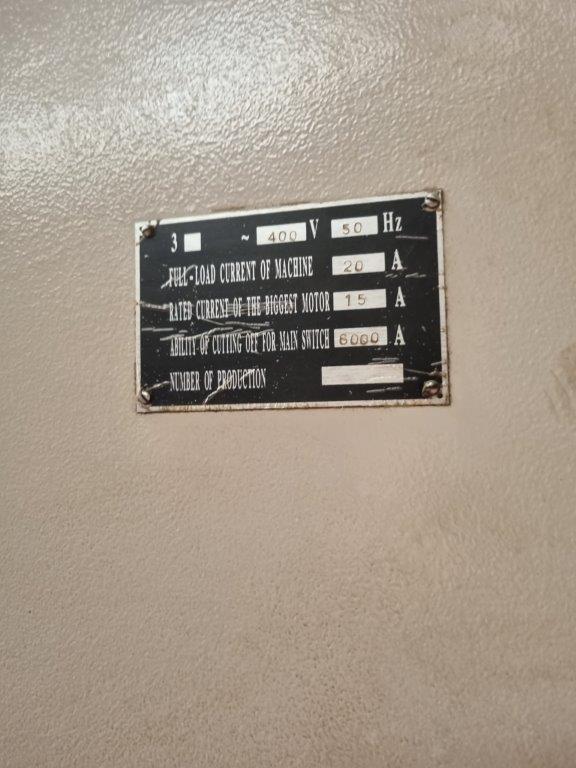 3 ~ 400 V 50 Hz
FULL-LOAD CURRENT OF MACHINE 20 A
RATED CURRENT OF THE BIGGEST MOTOR 15 A
ABILITY OF CUTTING OFF FOR MAIN SWITCH 6000 A
NUMBER OF PRODUCTION